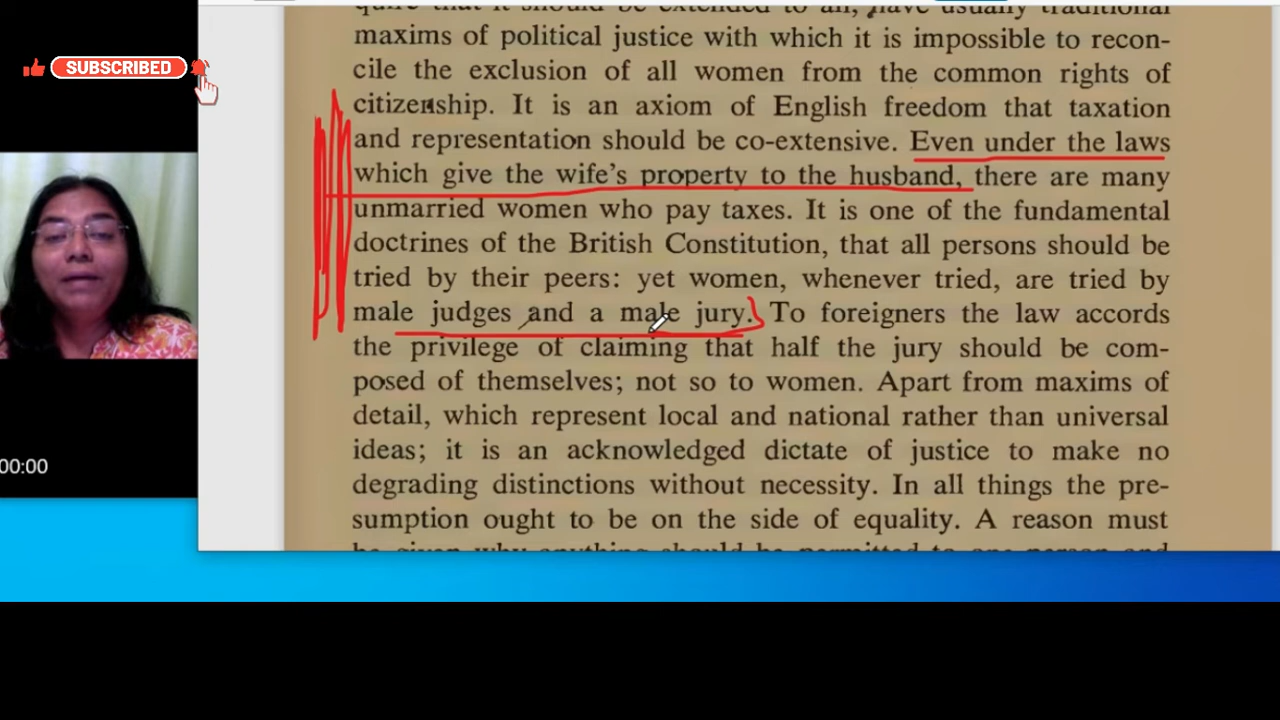 SUBSCRIBED
maxims of political justice with which it is impossible to recon-
cile the exclusion of all women from the common rights of
citizenship. It is an axiom of English freedom that taxation
and representation should be co-extensive. Even under the laws
which give the wife's property to the husband, there are many
unmarried women who pay taxes. It is one of the fundamental
doctrines of the British Constitution, that all persons should be
tried by their peers: yet women, whenever tried, are tried by
male judges and a male jury. To foreigners the law accords
the privilege of claiming that half the jury should be com-
posed of themselves; not so to women. Apart from maxims of
detail, which represent local and national rather than universal
ideas; it is an acknowledged dictate of justice to make no
degrading distinctions without necessity. In all things the pre-
sumption ought to be on the side of equality. A reason must
00:00